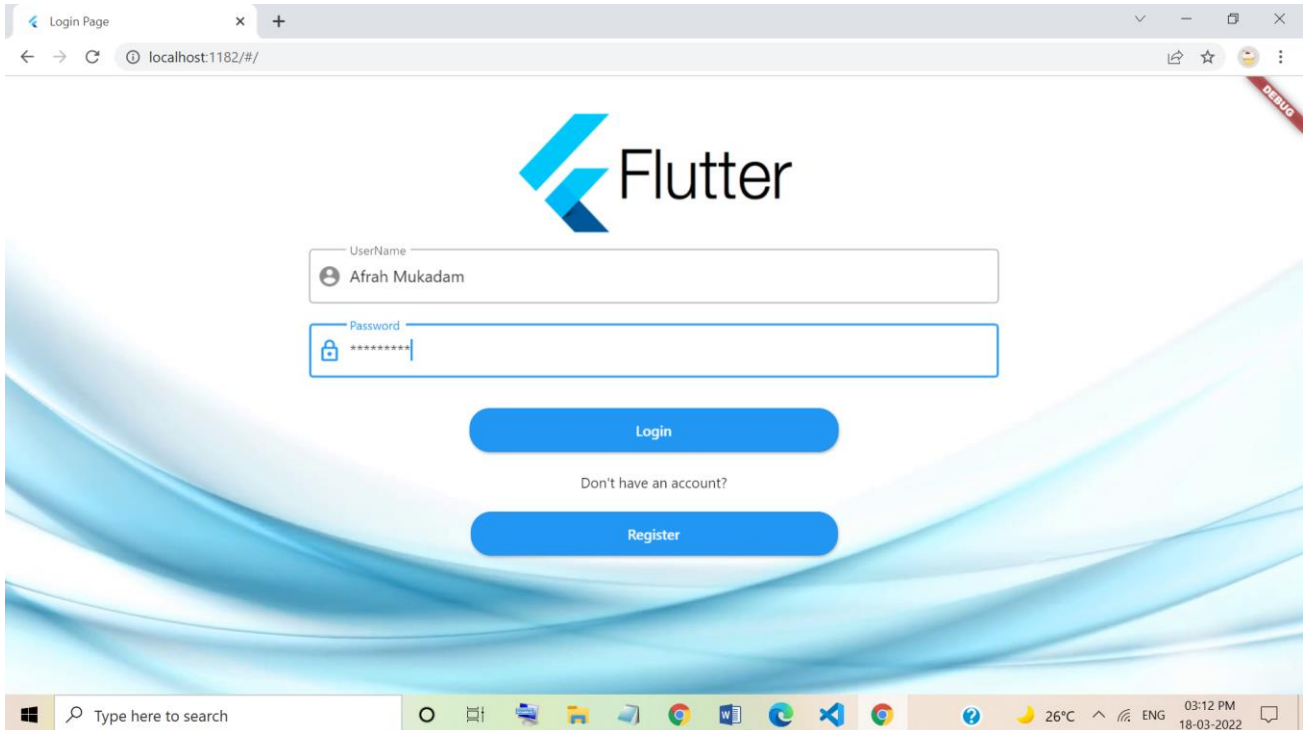 Login Page
localhost:1182/#/
DEBUG
Flutter
UserName
Afrah Mukadam
Password
*********
Login
Don't have an account?
Register
Type here to search
26°C ENG 03:12 PM
18-03-2022